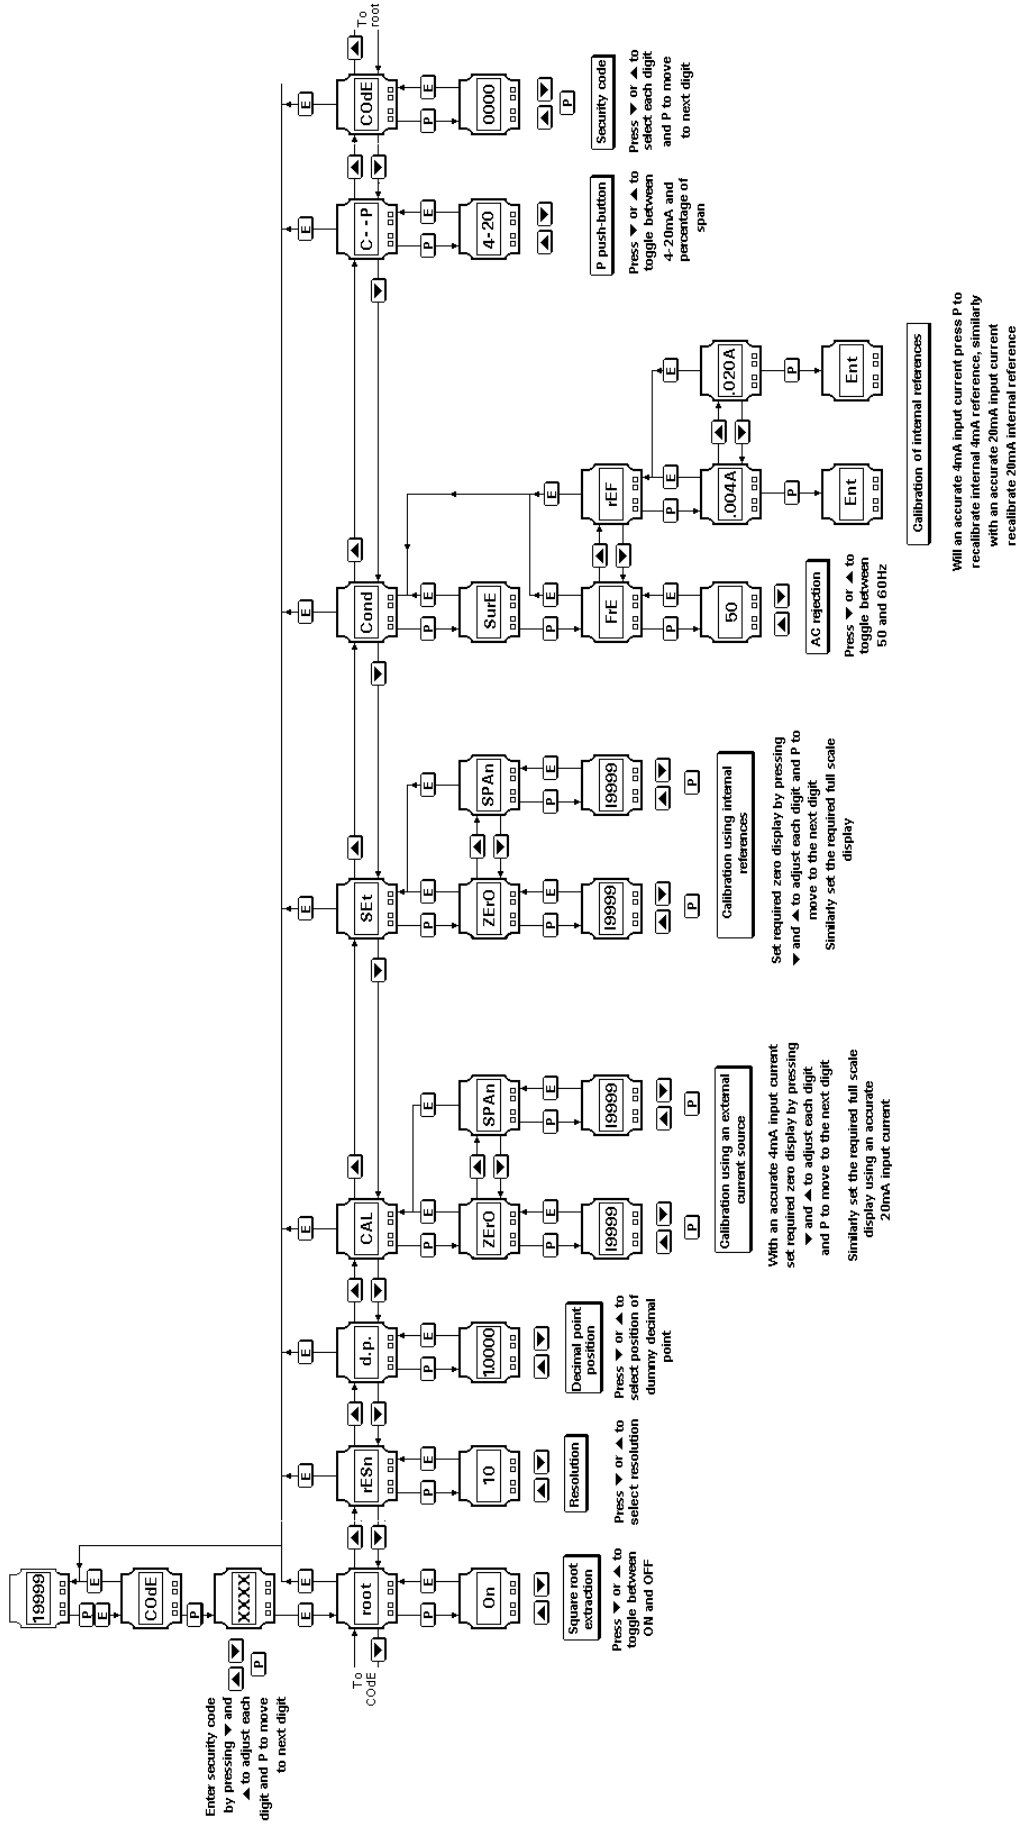 19999
P
E
E
COdE
P
XXXX
P
Enter security code
by pressing ▼ and
▲ to adjust each
digit and P to move
to next digit
E
E
E
E
E
E
E
E
E
To
COdE
root
rESn
d.p.
CAL
SEt
Cond
C--P
COdE
To
root
P
E
On
Square root
extraction
Press ▼ or ▲ to
toggle between
ON and OFF
P
E
10
Resolution
Press ▼ or ▲ to
select resolution
P
E
1.0000
Decimal point
position
Press ▼ or ▲ to
select position of
dummy decimal
point
P
E
E
ZErO
SPAn
P
E
P
E
19999
19999
P
P
Calibration using an external
current source
With an accurate 4mA input current
set required zero display by pressing
▼ and ▲ to adjust each digit
and P to move to the next digit
Similarly set the required full scale
display using an accurate
20mA input current
P
E
E
ZErO
SPAn
P
E
P
E
19999
19999
P
P
Calibration using internal
references
Set required zero display by pressing
▼ and ▲ to adjust each digit and P to
move to the next digit
Similarly set the required full scale
display
P
E
SurE
P
E
E
FrE
rEF
P
E
50
AC rejection
Press ▼ or ▲ to
toggle between
50 and 60Hz
P
E
E
.004A
.020A
P
P
Ent
Ent
Calibration of internal references
Will an accurate 4mA input current press P to
recalibrate internal 4mA reference, similarly
with an accurate 20mA input current
recalibrate 20mA internal reference
P
E
4-20
P push-button
Press ▼ or ▲ to
toggle between
4-20mA and
percentage of
span
P
E
0000
P
Security code
Press ▼ or ▲ to
select each digit
and P to move
to next digit